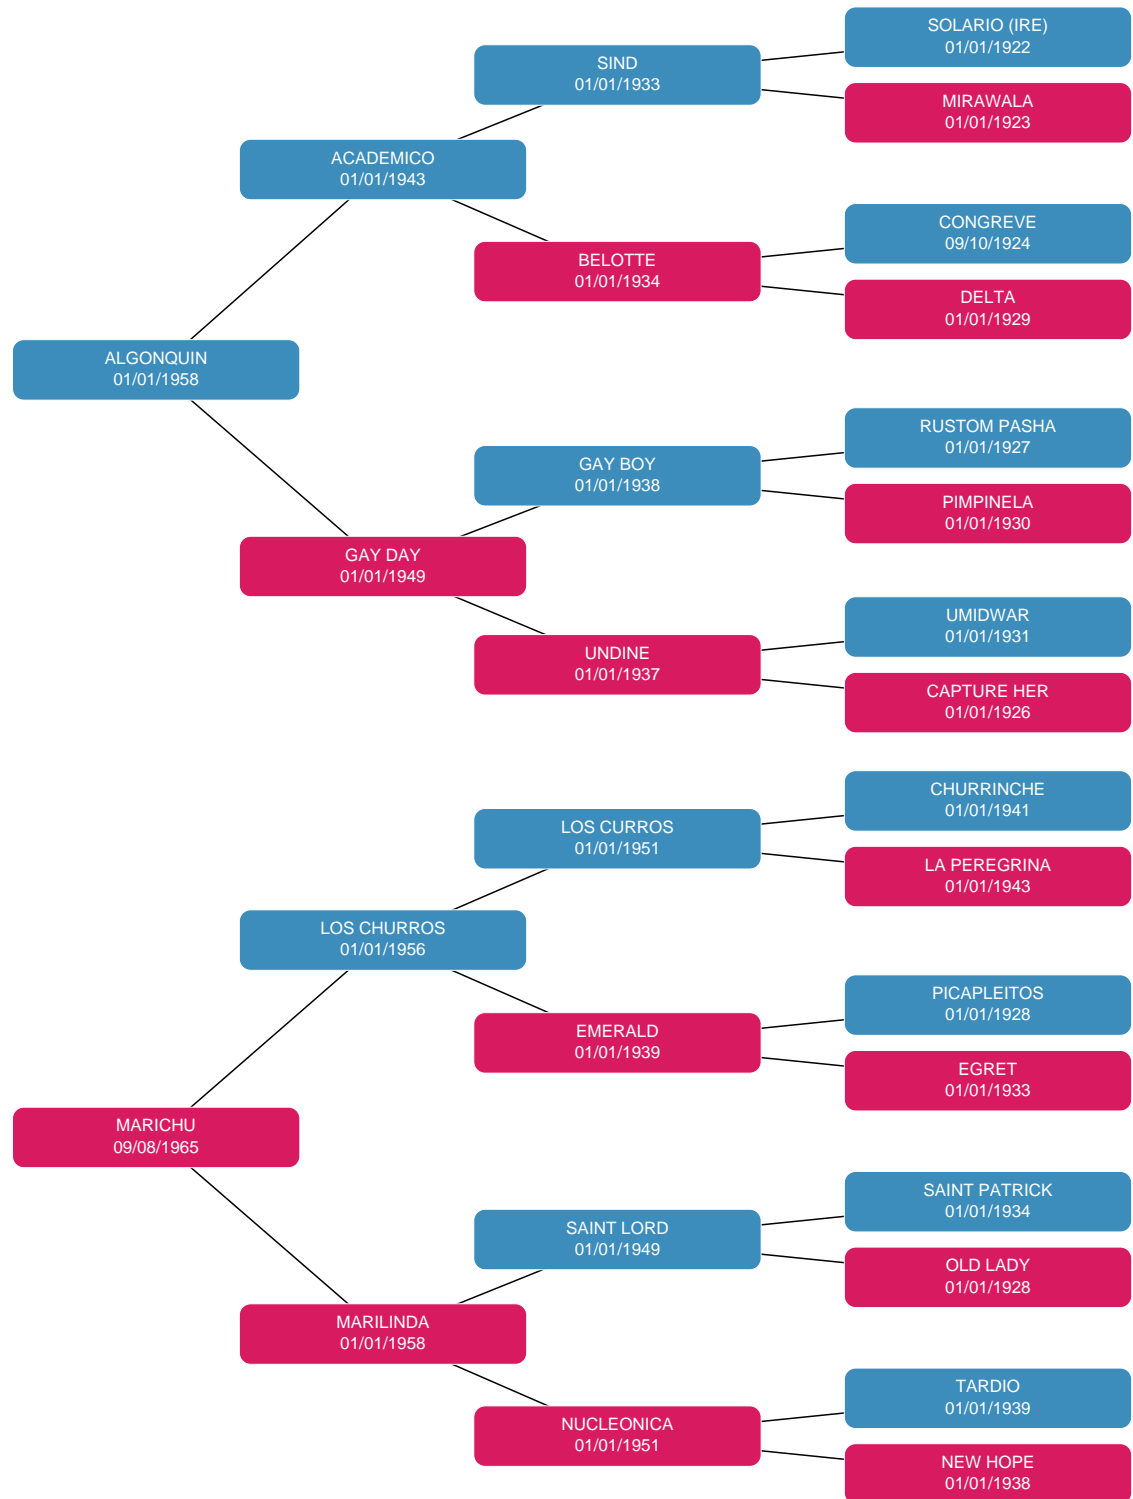 SOLARIO (IRE)
01/01/1922
SIND
01/01/1933
MIRAWALA
01/01/1923
ACADEMICO
01/01/1943
CONGREVE
09/10/1924
BELOTTE
01/01/1934
DELTA
01/01/1929
ALGONQUIN
01/01/1958
RUSTOM PASHA
01/01/1927
GAY BOY
01/01/1938
PIMPINELA
01/01/1930
GAY DAY
01/01/1949
UMIDWAR
01/01/1931
UNDINE
01/01/1937
CAPTURE HER
01/01/1926
CHURRINCHE
01/01/1941
LOS CURROS
01/01/1951
LA PEREGRINA
01/01/1943
LOS CHURROS
01/01/1956
PICAPLEITOS
01/01/1928
EMERALD
01/01/1939
EGRET
01/01/1933
MARICHU
09/08/1965
SAINT PATRICK
01/01/1934
SAINT LORD
01/01/1949
OLD LADY
01/01/1928
MARILINDA
01/01/1958
TARDIO
01/01/1939
NUCLEONICA
01/01/1951
NEW HOPE
01/01/1938